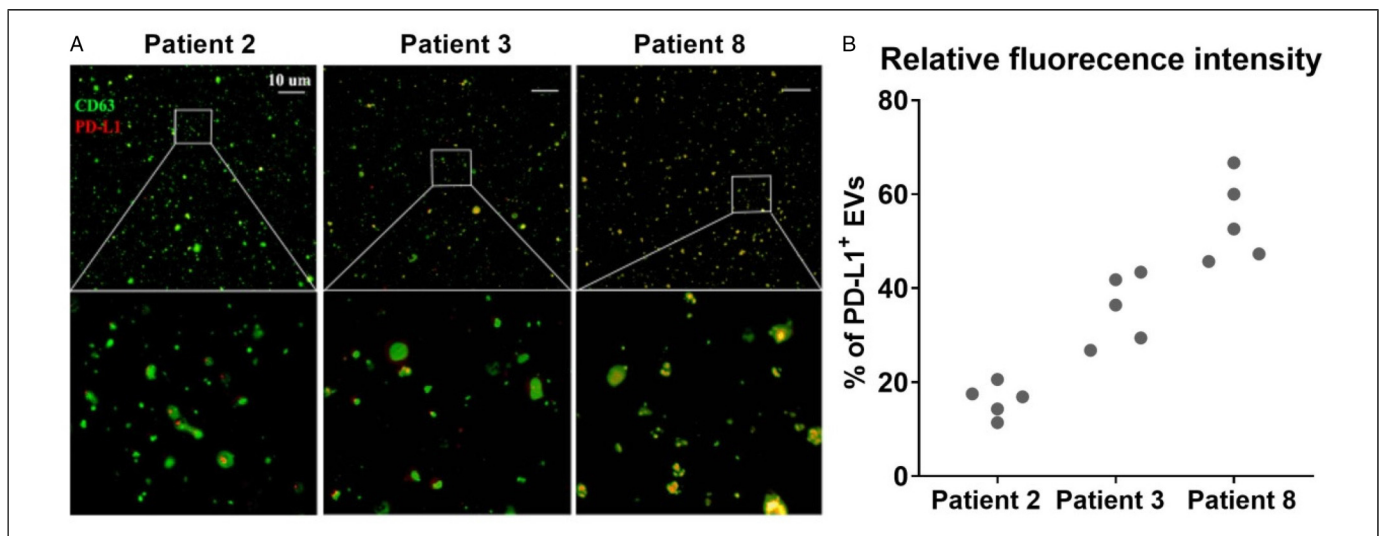 A
Patient 2
Patient 3
Patient 8
10 um
CD63
PD-L1
B
Relative fluorecence intensity
% of PD-L1+ EVs
80
60
40
20
0
Patient 2 Patient 3 Patient 8